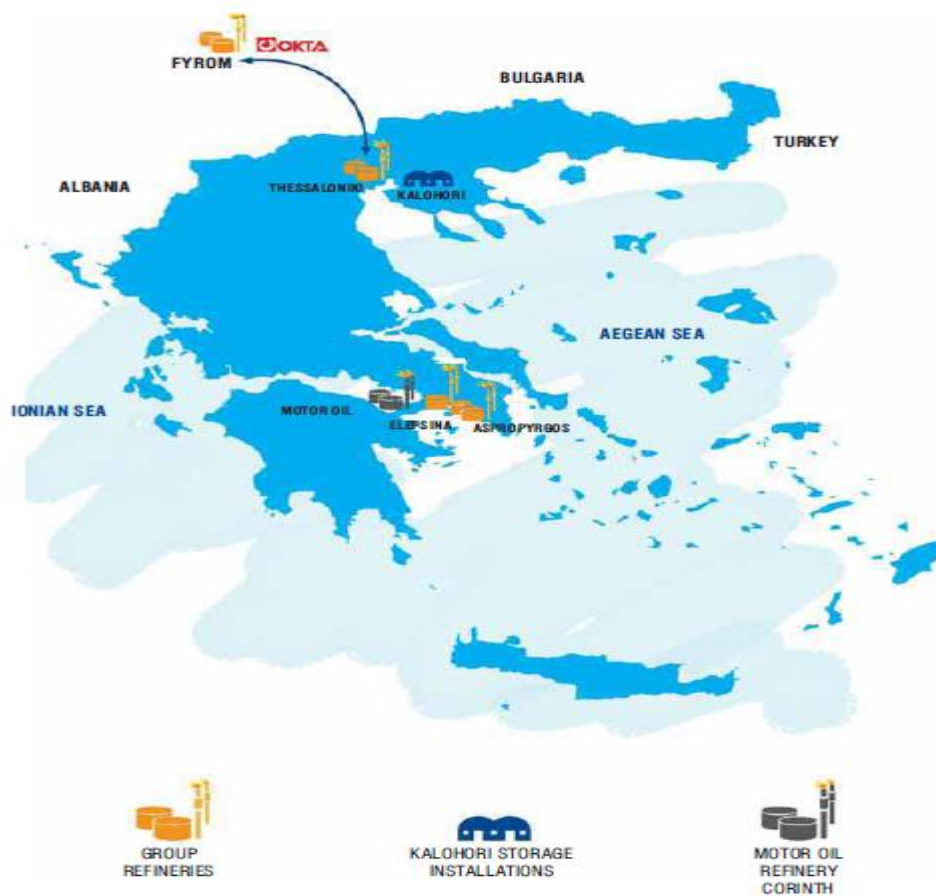 OKTA
FYROM
BULGARIA
TURKEY
ALBANIA
THESSALONIKI
KALOHORI
AEGEAN SEA
IONIAN SEA
MOTOR OIL
ELEFSINA
ASPROPYRGOS
GROUP
REFINERIES
KALOHORI STORAGE
INSTALLATIONS
MOTOR OIL
REFINERY
CORINTH